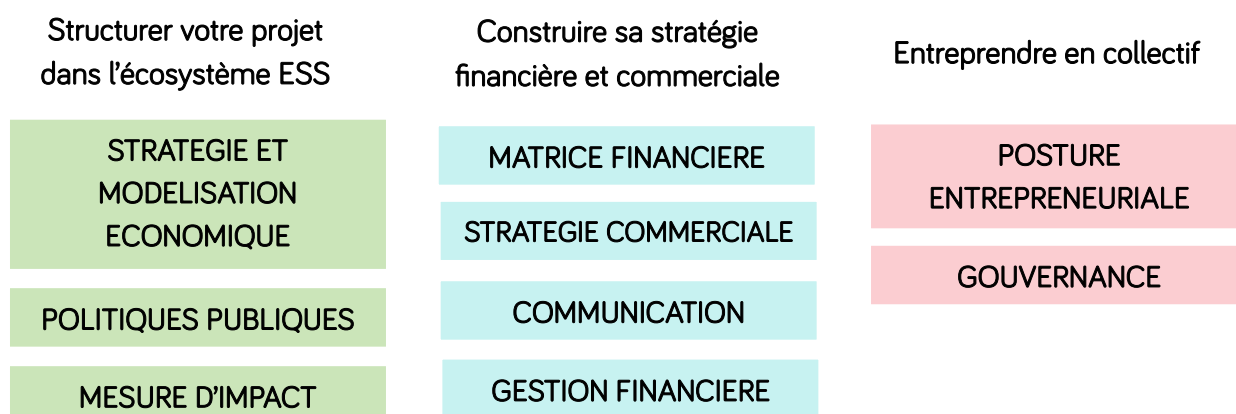 Structurer votre projet
dans l'écosystème ESS
STRATEGIE ET
MODELISATION
ECONOMIQUE
POLITIQUES PUBLIQUES
MESURE D'IMPACT
Construire sa stratégie
financière et commerciale
MATRICE FINANCIERE
STRATEGIE COMMERCIALE
COMMUNICATION
GESTION FINANCIERE
Entreprendre en collectif
POSTURE
ENTREPRENEURIALE
GOUVERNANCE